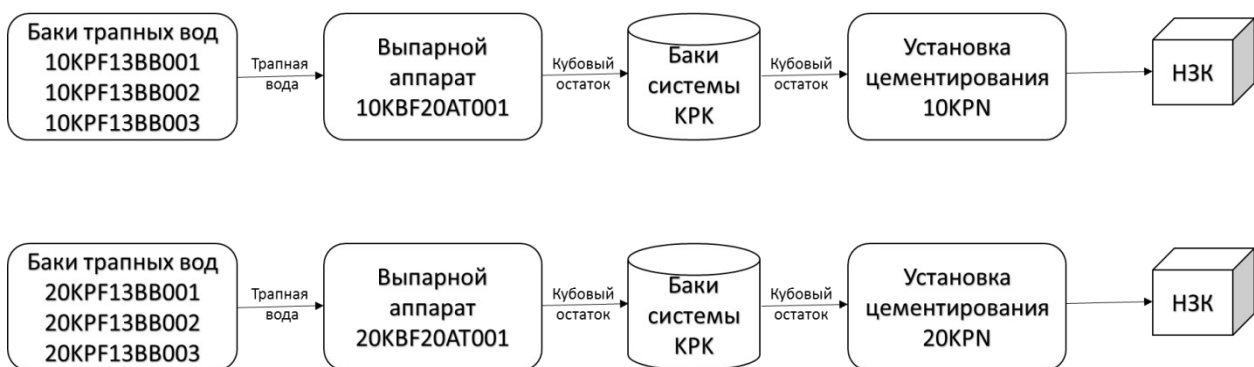 Баки трапных вод
10KPF13BB001
10KPF13BB002
10KPF13BB003
Трапная
вода
Выпарной
аппарат
10KBF20AT001
Кубовый
остаток
Баки
системы
KPK
Кубовый
остаток
Установка
цементирования
10KPN
НЗК
Баки трапных вод
20KPF13BB001
20KPF13BB002
20KPF13BB003
Трапная
вода
Выпарной
аппарат
20KBF20AT001
Кубовый
остаток
Баки
системы
KPK
Кубовый
остаток
Установка
цементирования
20KPN
НЗК